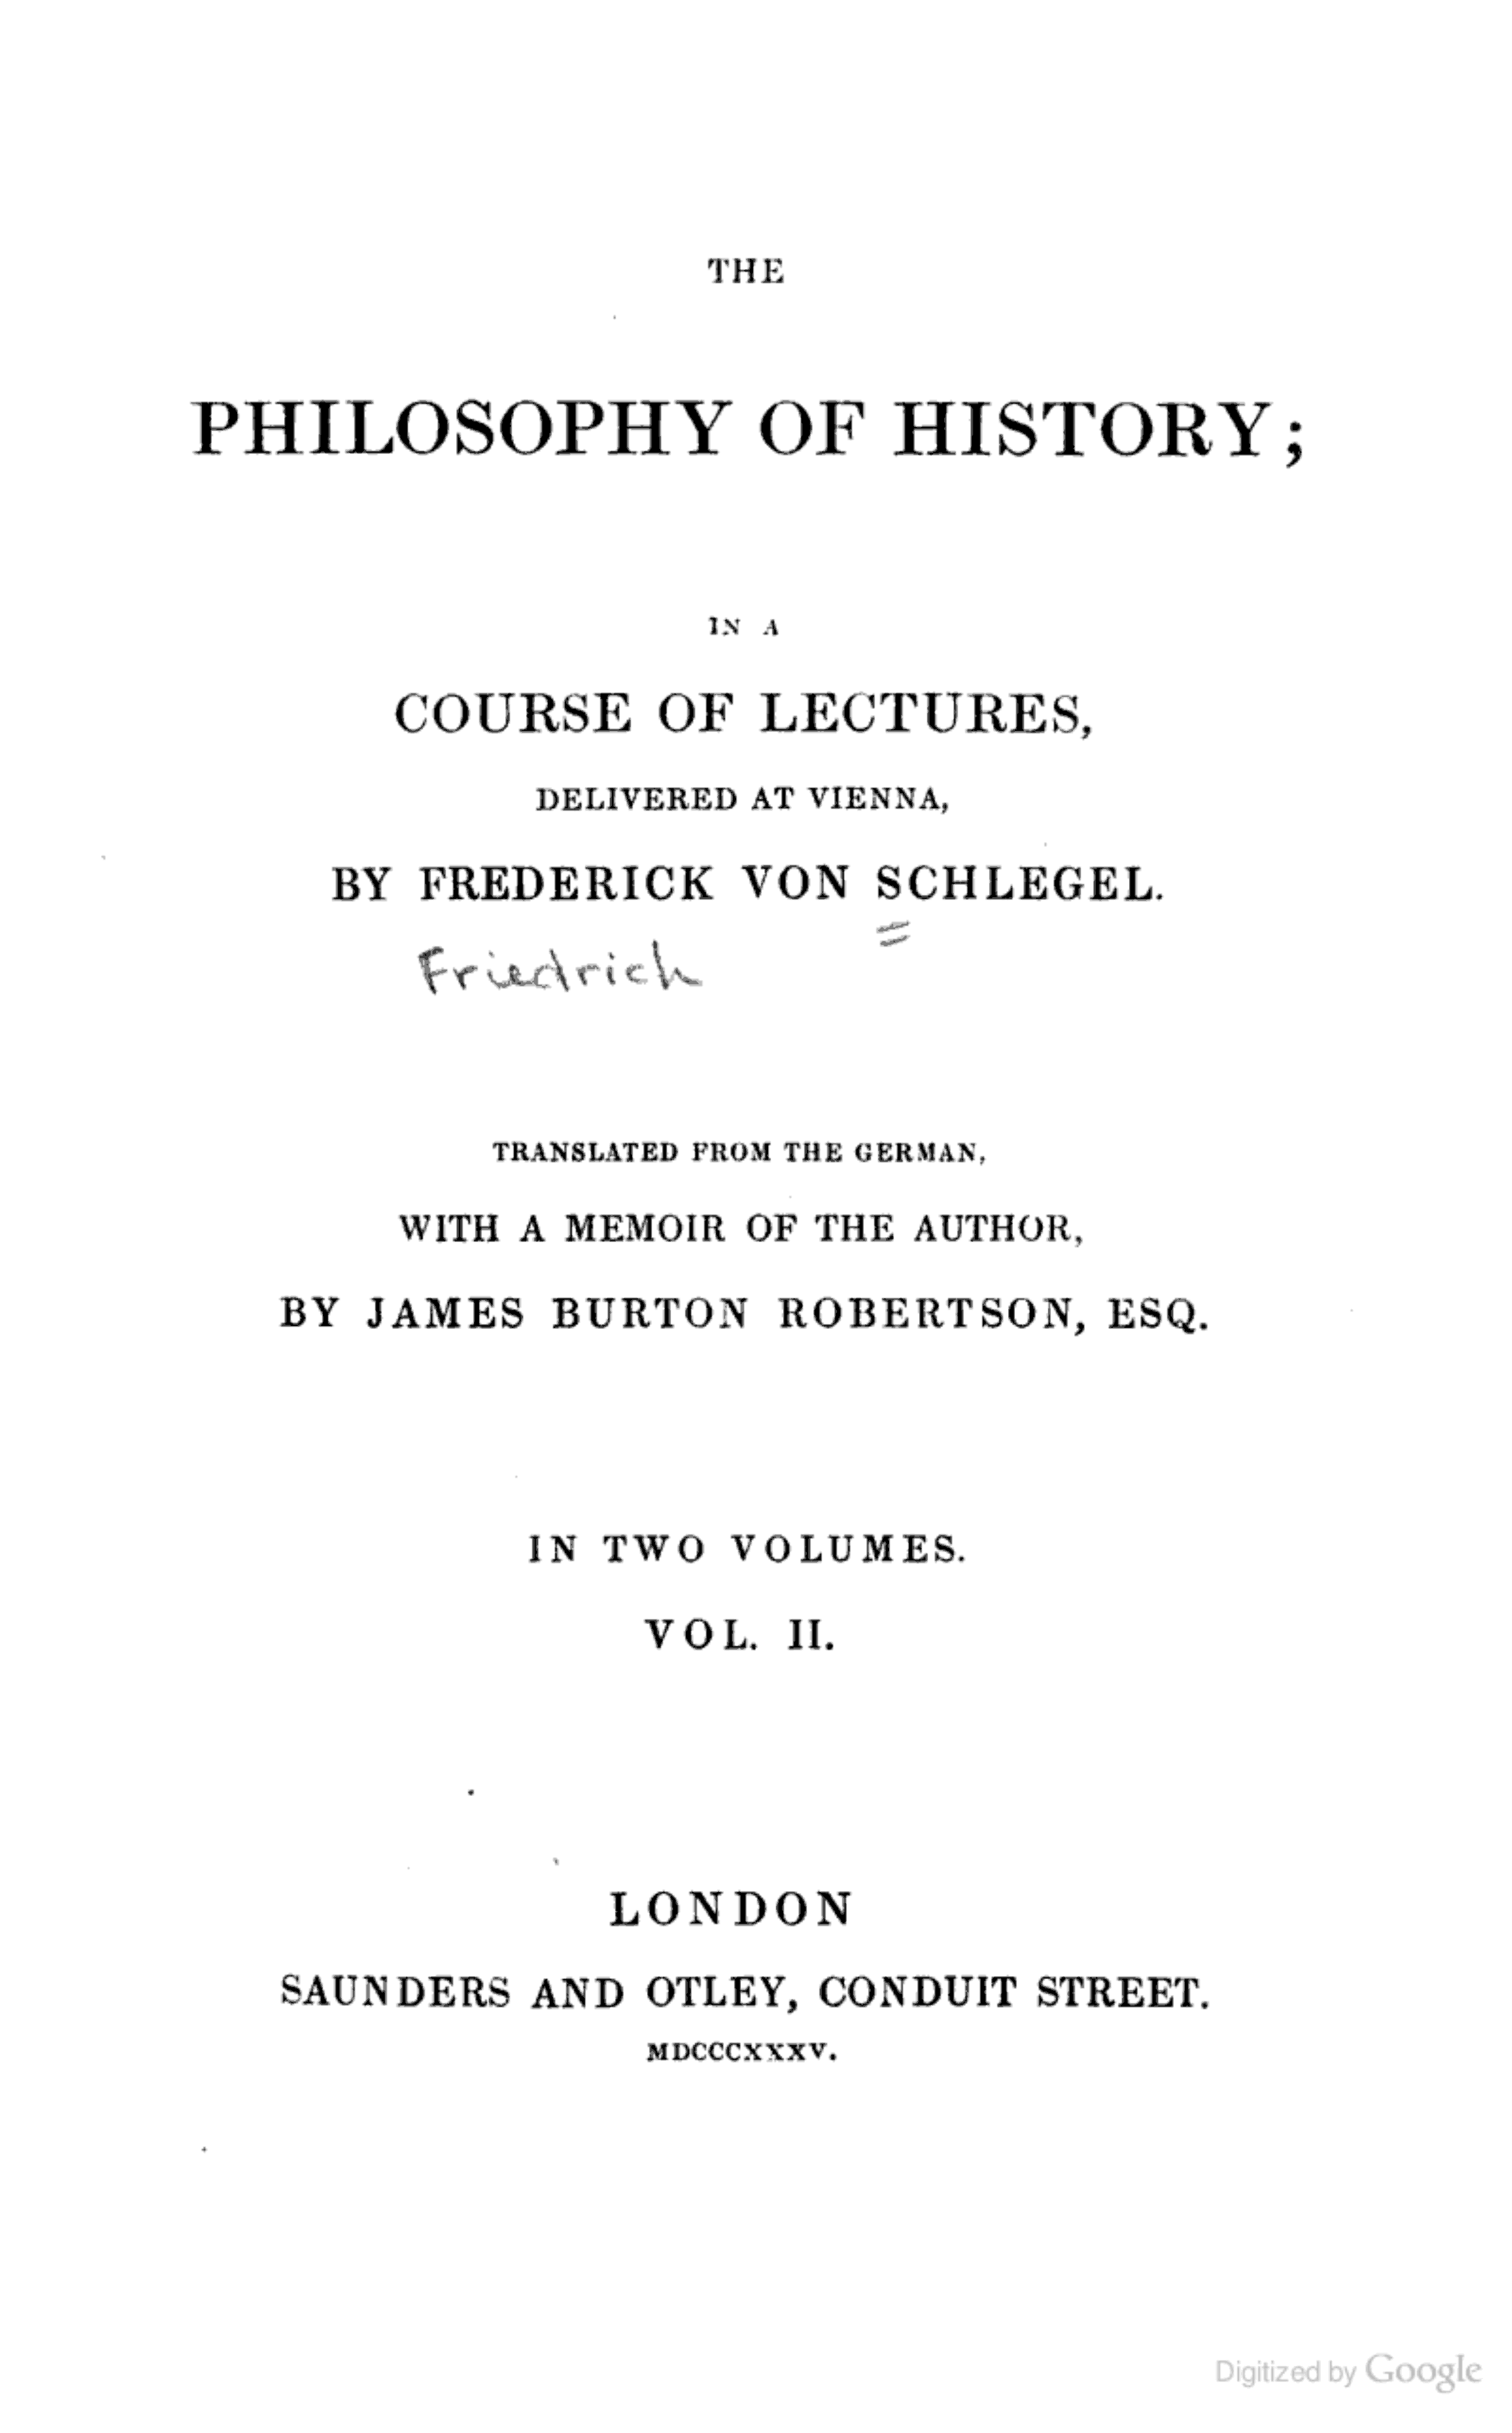 THE
PHILOSOPHY OF HISTORY;
IN A
COURSE OF LECTURES,
DELIVERED AT VIENNA,
BY FREDERICK VON SCHLEGEL.
Friedrich
TRANSLATED FROM THE GERMAN,
WITH A MEMOIR OF THE AUTHOR,
BY JAMES BURTON ROBERTSON, ESQ.
IN TWO VOLUMES.
VOL. II.
LONDON
SAUNDERS AND OTLEY, CONDUIT STREET.
MDCCCXXXV.
Digitized by Google